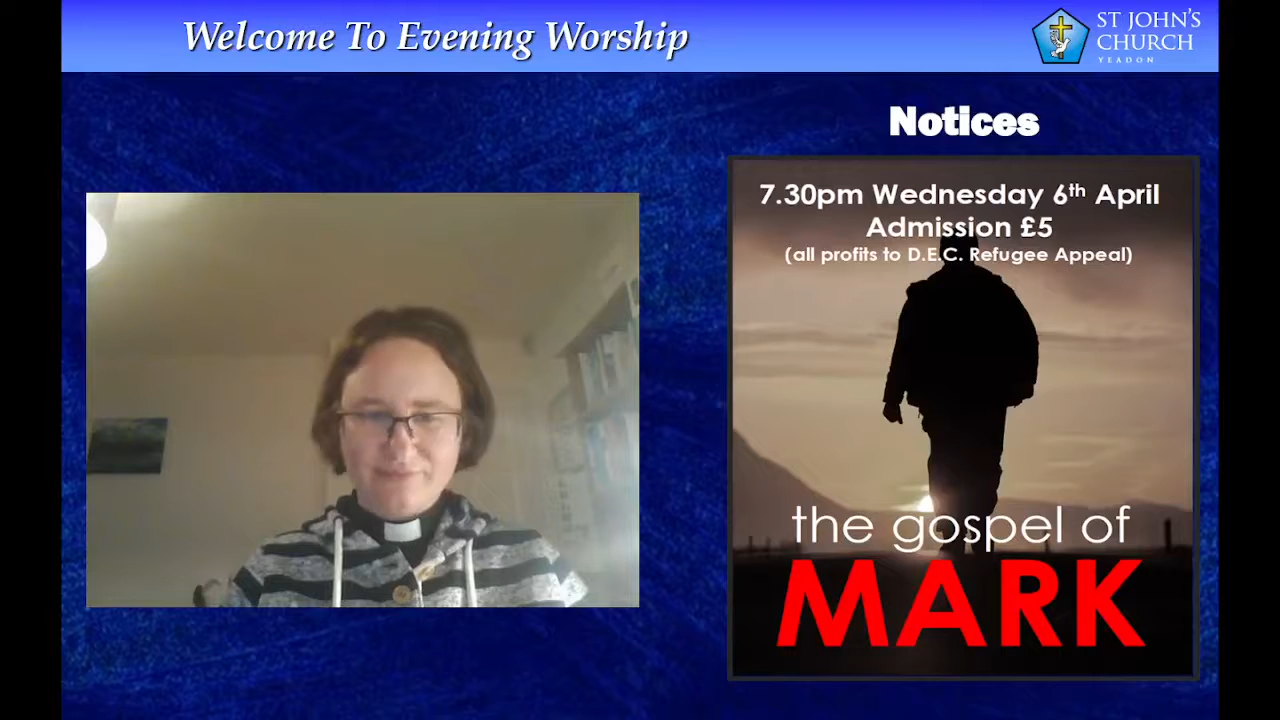 Welcome To Evening Worship
ST JOHN'S
CHURCH
YEADON
Notices
7.30pm Wednesday 6th April
Admission £5
(all profits to D.E.C. Refugee Appeal)
the gospel of
MARK